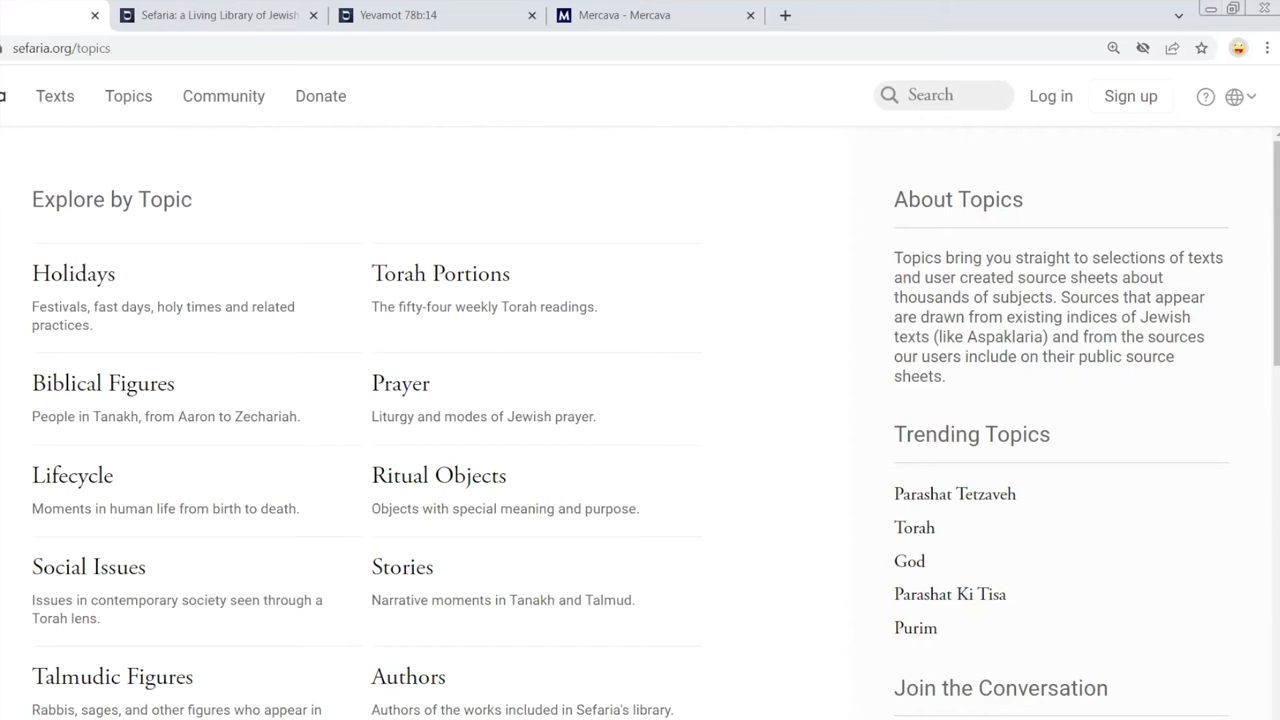 Sefaria: a Living Library of Jewish
Yevamot 78b:14
Mercava - Mercava
sefaria.org/topics
Texts
Topics
Community
Donate
Search
Log in
Sign up
Explore by Topic
Holidays
Festivals, fast days, holy times and related
practices.
Torah Portions
The fifty-four weekly Torah readings.
Biblical Figures
People in Tanakh, from Aaron to Zechariah.
Prayer
Liturgy and modes of Jewish prayer.
Lifecycle
Moments in human life from birth to death.
Ritual Objects
Objects with special meaning and purpose.
Social Issues
Issues in contemporary society seen through a
Torah lens.
Stories
Narrative moments in Tanakh and Talmud.
Talmudic Figures
Rabbis, sages, and other figures who appear in
Authors
Authors of the works included in Sefaria's library.
About Topics
Topics bring you straight to selections of texts
and user created source sheets about
thousands of subjects. Sources that appear
are drawn from existing indices of Jewish
texts (like Aspaklaria) and from the sources
our users include on their public source
sheets.
Trending Topics
Parashat Tetzaveh
Torah
God
Parashat Ki Tisa
Purim
Join the Conversation